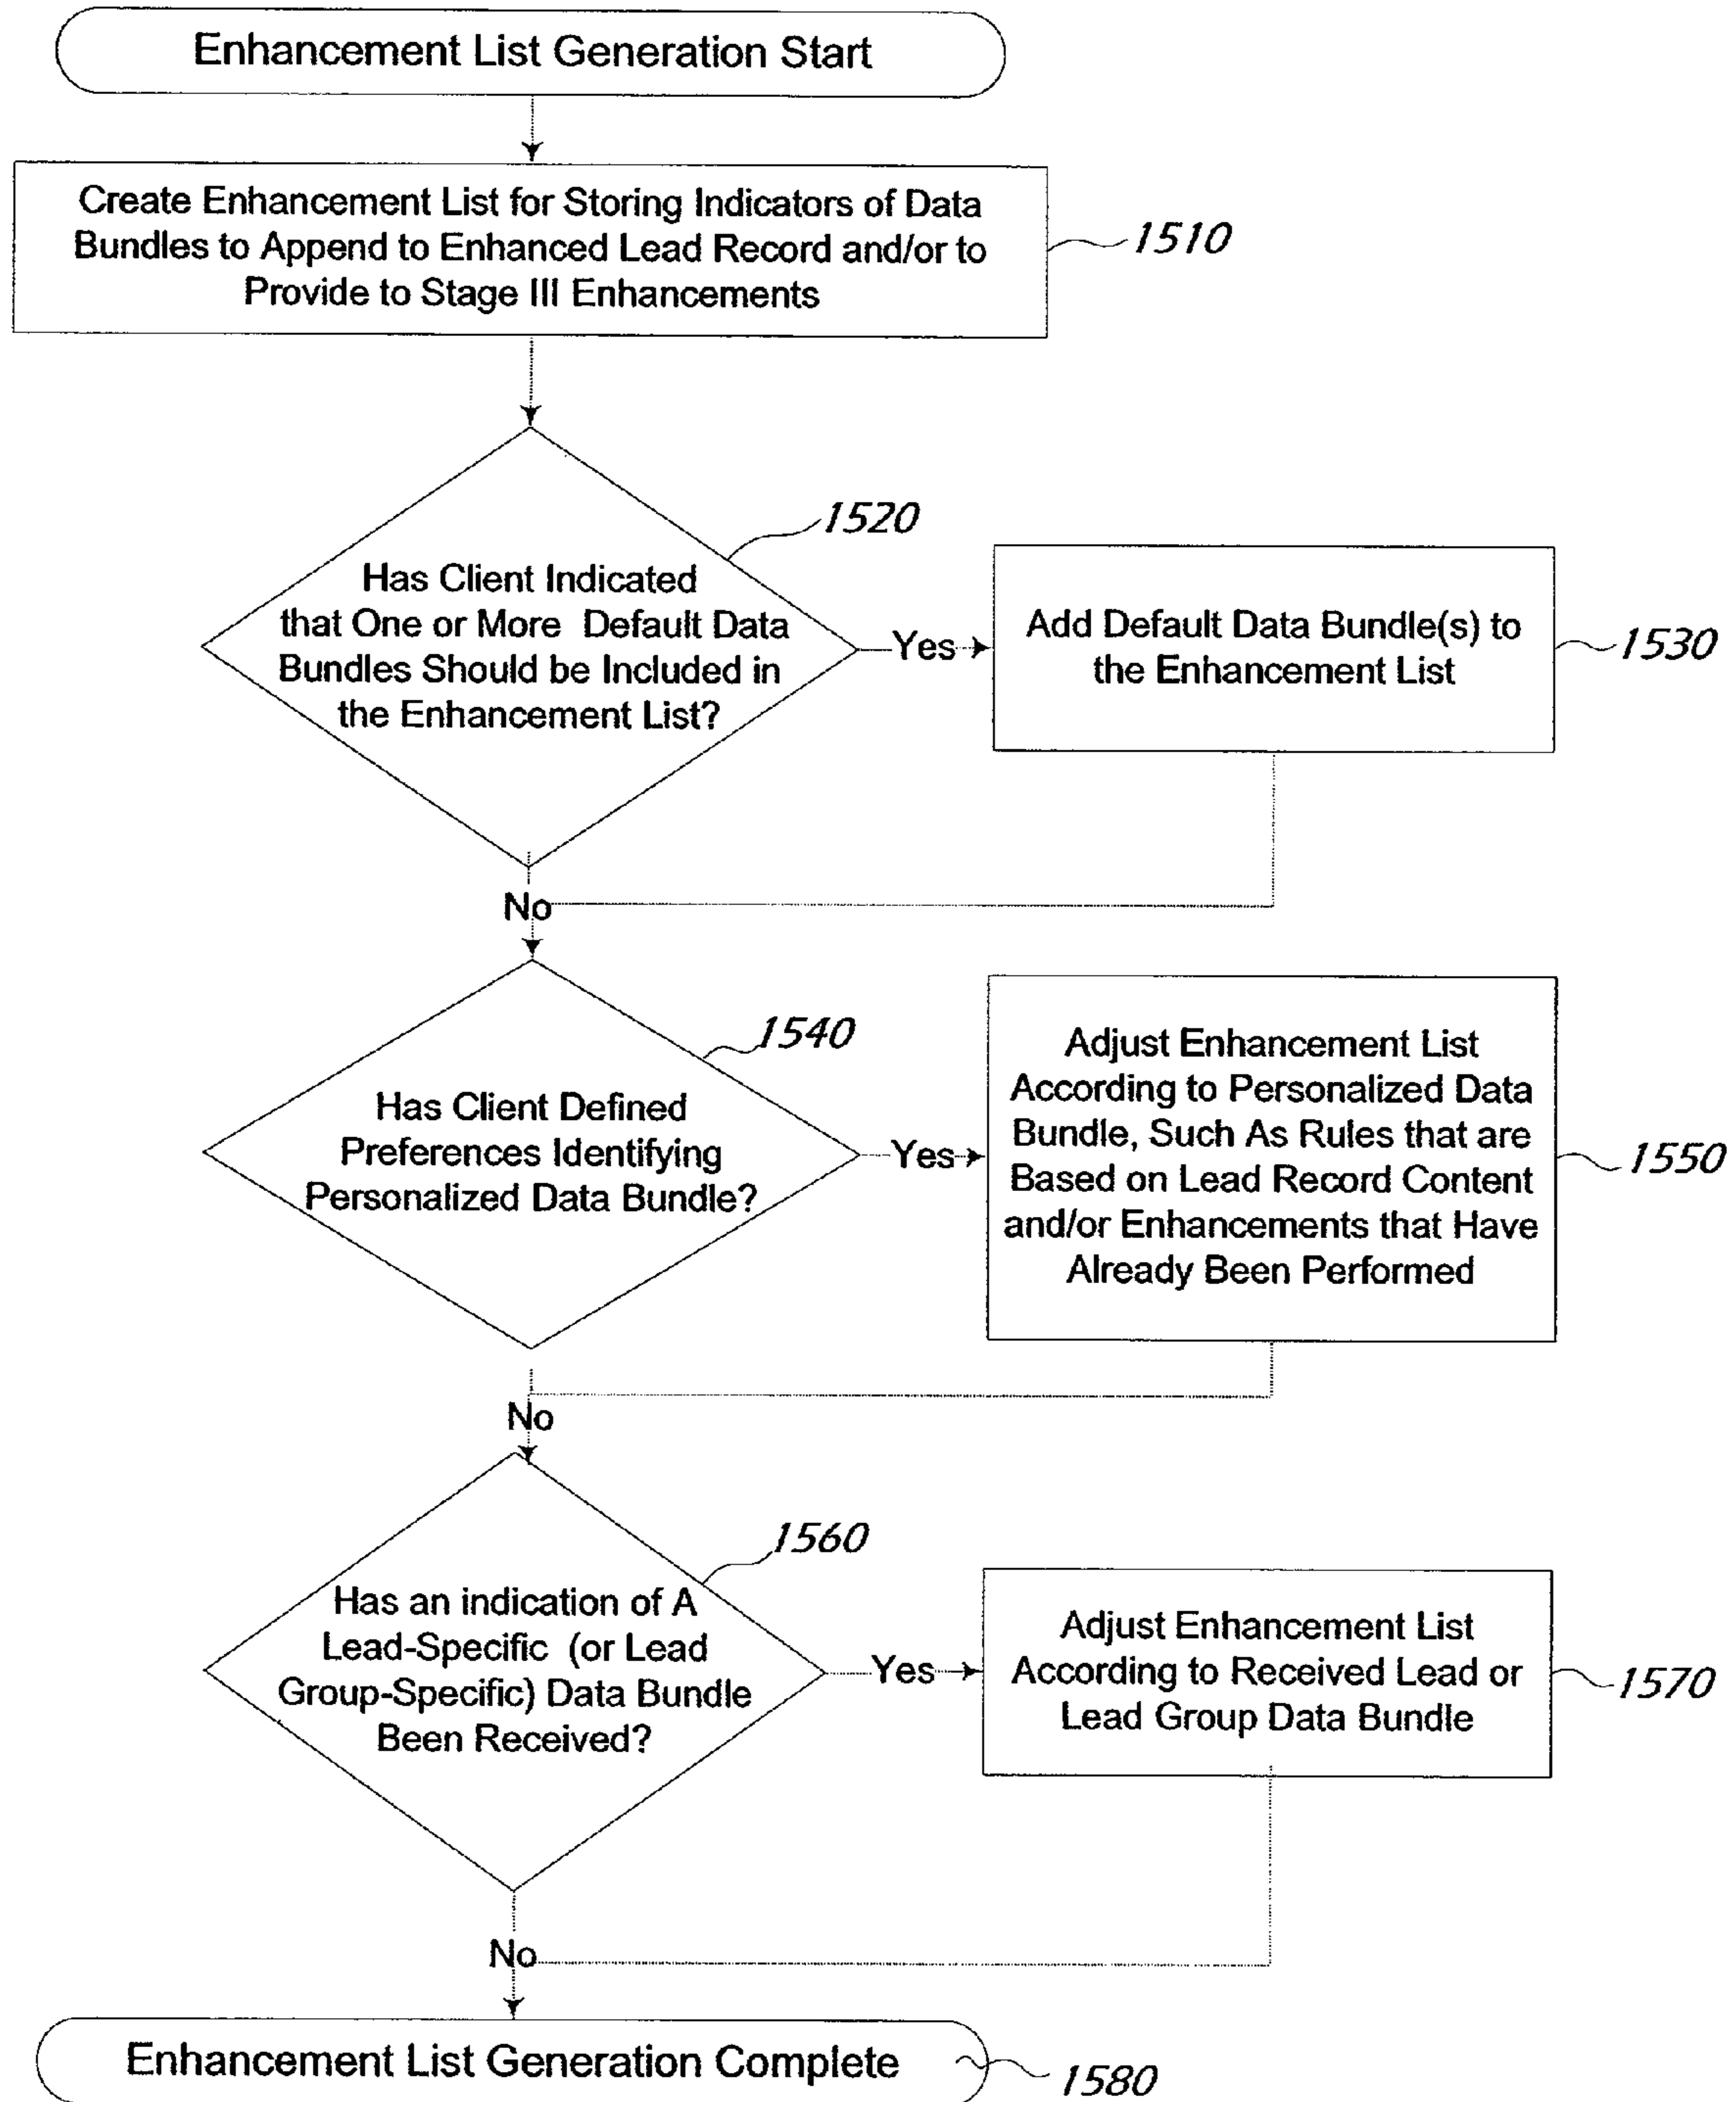 Enhancement List Generation Start
Create Enhancement List for Storing Indicators of Data
Bundles to Append to Enhanced Lead Record and/or to
Provide to Stage III Enhancements
1510
1520
Has Client Indicated
that One or More Default Data
Bundles Should be Included in
the Enhancement List?
Yes
Add Default Data Bundle(s) to
the Enhancement List
1530
No
1540
Has Client Defined
Preferences Identifying
Personalized Data Bundle?
Yes
Adjust Enhancement List
According to Personalized Data
Bundle, Such As Rules that are
Based on Lead Record Content
and/or Enhancements that Have
Already Been Performed
1550
No
1560
Has an indication of A
Lead-Specific (or Lead
Group-Specific) Data Bundle
Been Received?
Yes
Adjust Enhancement List
According to Received Lead or
Lead Group Data Bundle
1570
No
Enhancement List Generation Complete
1580